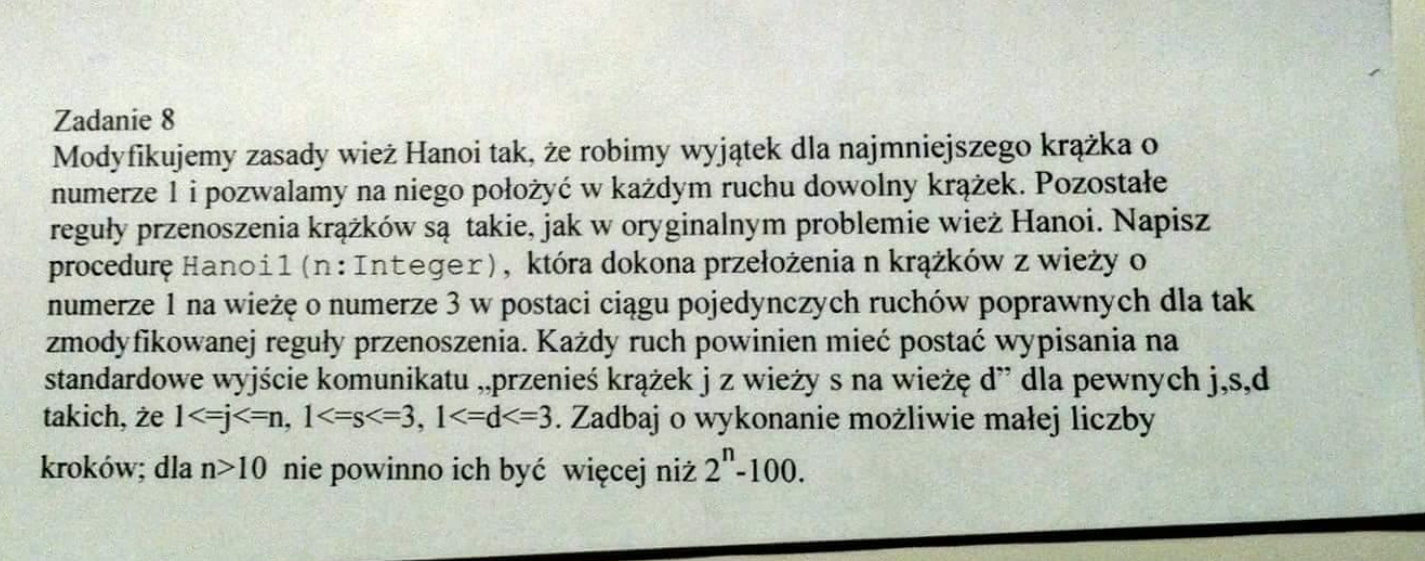 Zadanie 8
Modyfikujemy zasady wież Hanoi tak, że robimy wyjątek dla najmniejszego krążka o
numerze 1 i pozwalamy na niego położyć w każdym ruchu dowolny krążek. Pozostałe
reguły przenoszenia krążków są takie, jak w oryginalnym problemie wież Hanoi. Napisz
procedurę Hanoi1(n:Integer), która dokona przełożenia n krążków z wieży o
numerze 1 na wieżę o numerze 3 w postaci ciągu pojedynczych ruchów poprawnych dla tak
zmodyfikowanej reguły przenoszenia. Każdy ruch powinien mieć postać wypisania na
standardowe wyjście komunikatu „przenieś krążek j z wieży s na wieżę d” dla pewnych j,s,d
takich, że 1<=j<=n, 1<=s<=3, 1<=d<=3. Zadbaj o wykonanie możliwie małej liczby
kroków; dla n>10 nie powinno ich być więcej niż 2^n-100.